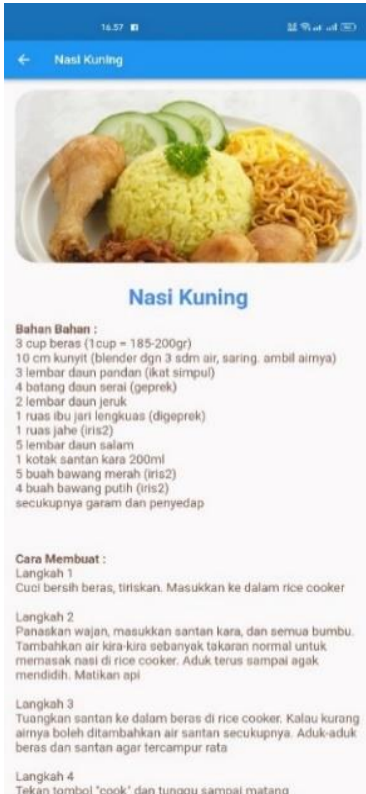 16.57
Nasi Kuning
Nasi Kuning
Bahan Bahan :
3 cup beras (1cup = 185-200gr)
10 cm kunyit (blender dgn 3 sdm air, saring. ambil airnya)
3 lembar daun pandan (ikat simpul)
4 batang daun serai (geprek)
2 lembar daun jeruk
1 ruas ibu jari lengkuas (digeprek)
1 ruas jahe (iris2)
5 lembar daun salam
1 kotak santan kara 200ml
5 buah bawang merah (iris2)
4 buah bawang putih (iris2)
secukupnya garam dan penyedap
Cara Membuat :
Langkah 1
Cuci bersih beras, tiriskan. Masukkan ke dalam rice cooker
Langkah 2
Panaskan wajan, masukkan santan kara, dan semua bumbu.
Tambahkan air kira-kira sebanyak takaran normal untuk
memasak nasi di rice cooker. Aduk terus sampai agak
mendidih. Matikan api
Langkah 3
Tuangkan santan ke dalam beras di rice cooker. Kalau kurang
airnya boleh ditambahkan air santan secukupnya. Aduk-aduk
beras dan santan agar tercampur rata
Langkah 4
Tekan tombol "cook" dan tunggu sampai matang